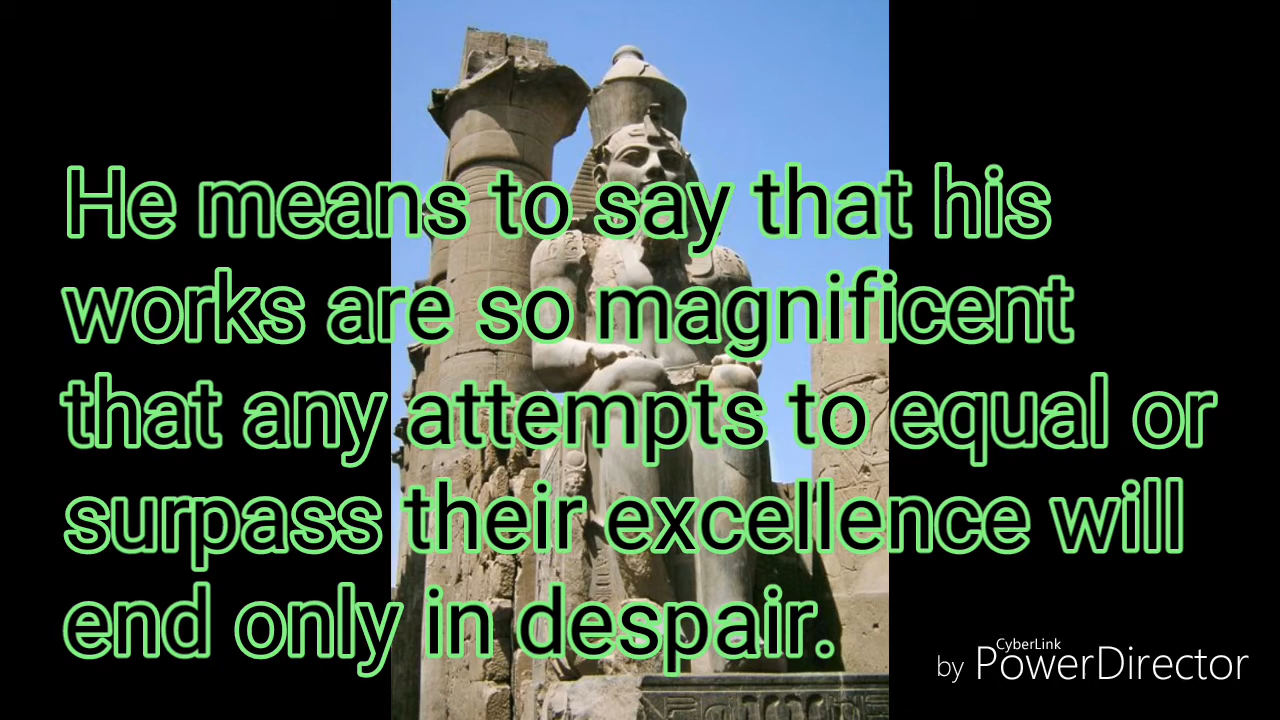 He means to say that his
works are so magnificent
that any attempts to equal or
surpass their excellence will
end only in despair.
CyberLink
by PowerDirector